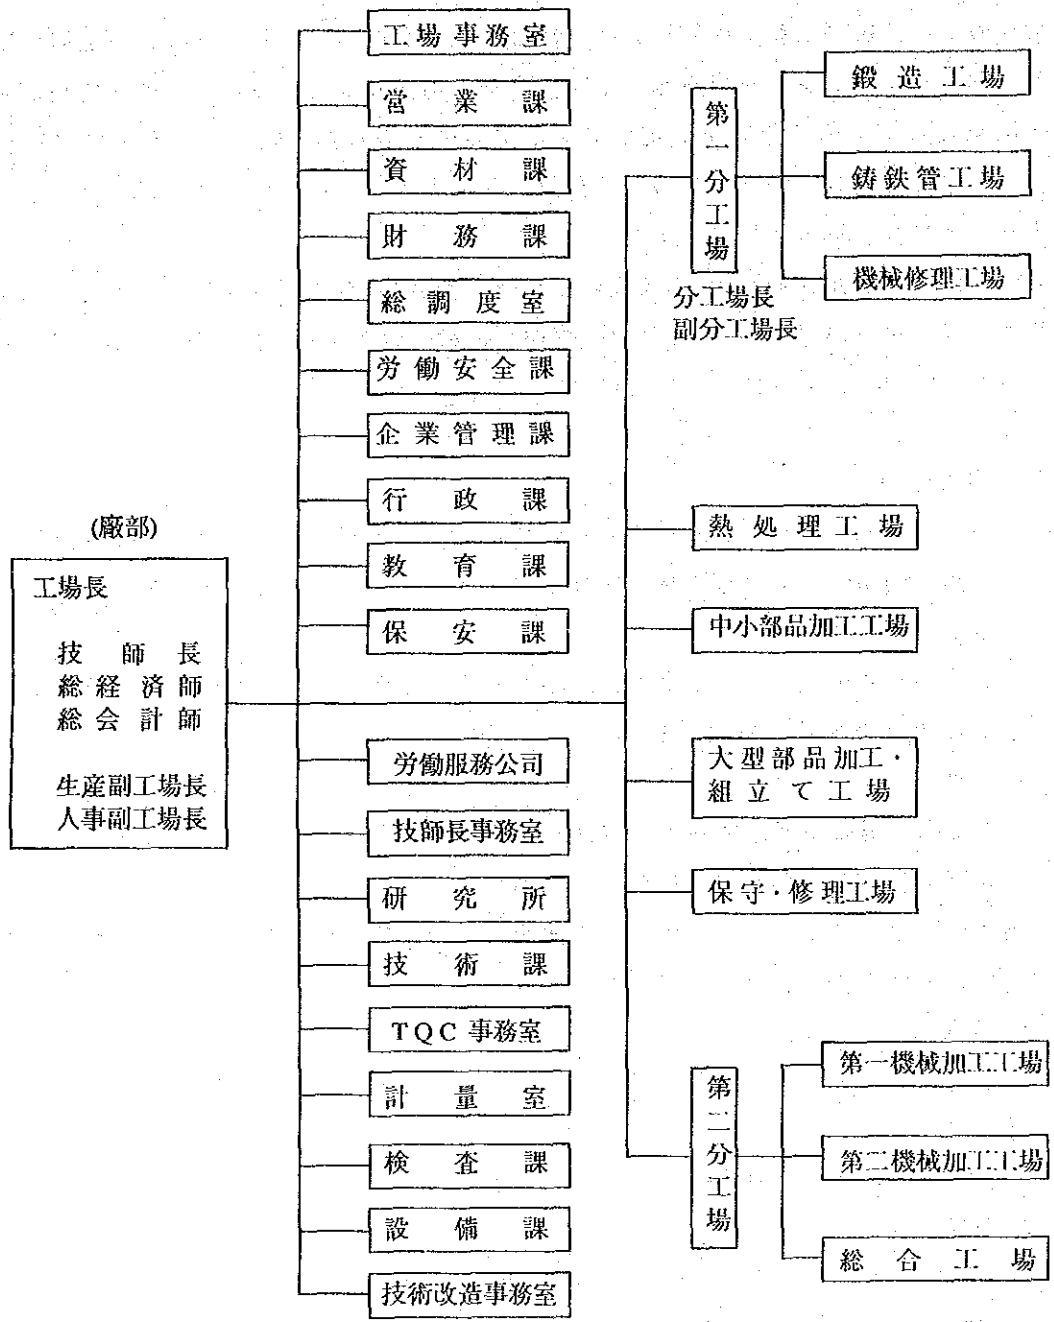 (廠部)
工場長
技師長
総経済師
総会計師
生産副工場長
人事副工場長
工場事務室
営業課
資材課
財務課
総調度室
労働安全課
企業管理課
行政課
教育課
保安課
労働服務公司
技師長事務室
研究所
技術課
TQC 事務室
計量室
検査課
設備課
技術改造事務室
第一分工場
分工場長
副分工場長
鍛造工場
鋳鉄管工場
機械修理工場
熱処理工場
中小部品加工工場
大型部品加工・
組立て工場
保守・修理工場
第二分工場
第一機械加工工場
第二機械加工工場
総合工場